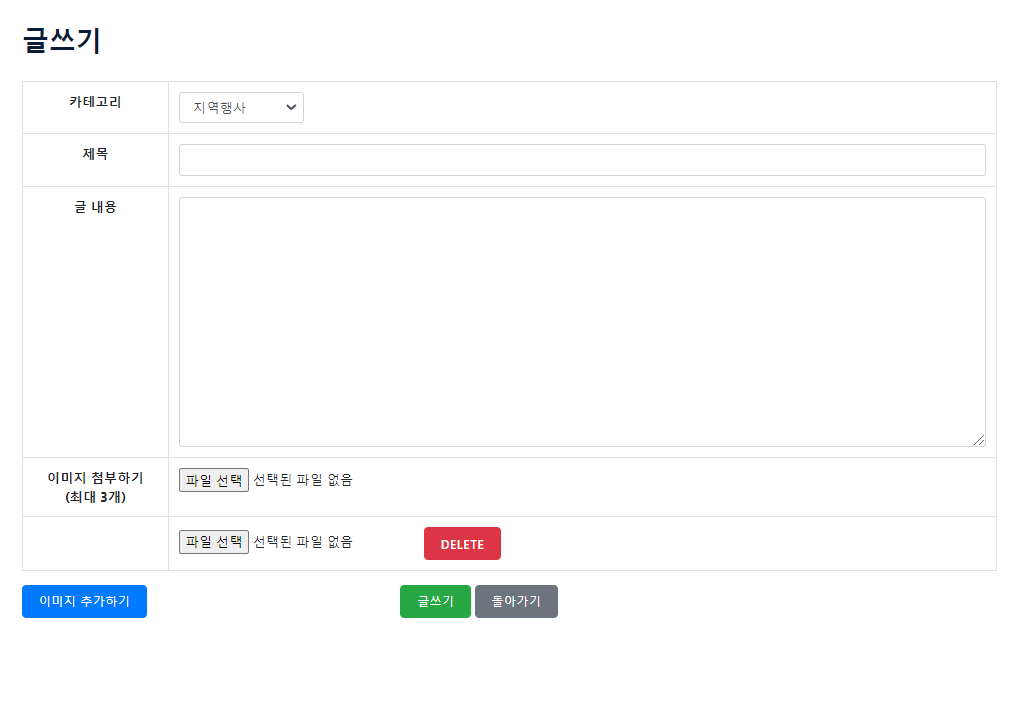 글쓰기
카테고리
지역행사
제목
글 내용
이미지 첨부하기
(최대 3개)
파일 선택 선택된 파일 없음
파일 선택 선택된 파일 없음
DELETE
이미지 추가하기
글쓰기
돌아가기